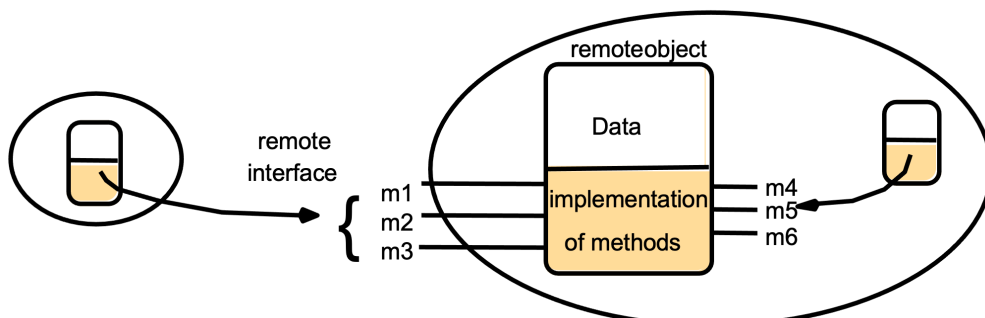 remoteobject
Data
remote
interface
{
m1
m2
m3
implementation
of methods
m4
m5
m6